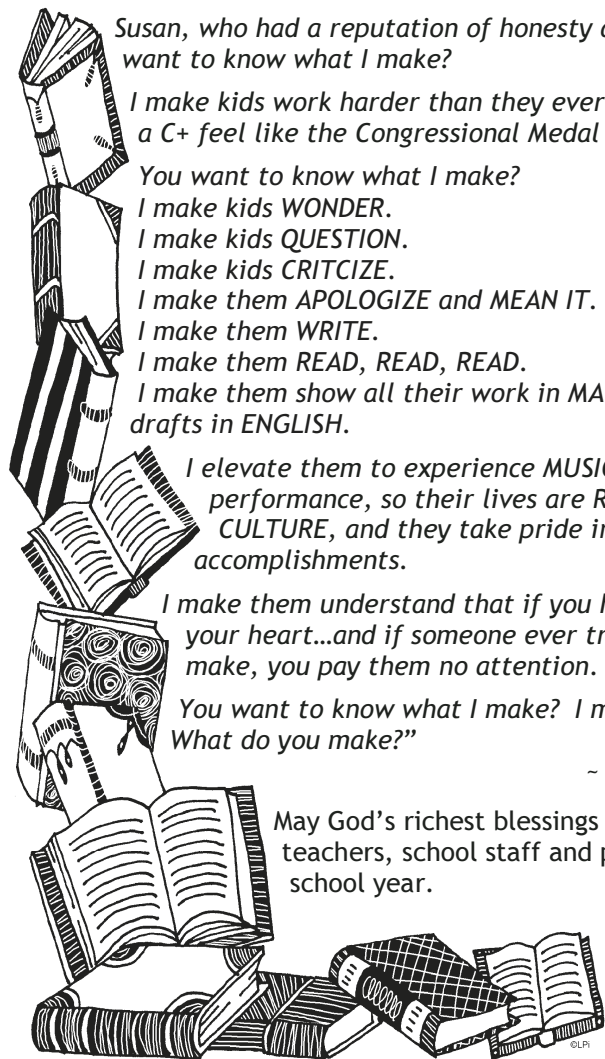 Susan, who had a reputation of honesty
want to know what I make?
I make kids work harder than they ever
a C+ feel like the Congressional Medal
You want to know what I make?
I make kids WONDER.
I make kids QUESTION.
I make kids CRITCIZE.
I make them APOLOGIZE and MEAN IT.
I make them WRITE.
I make them READ, READ, READ.
I make them show all their work in MA
drafts in ENGLISH.
I elevate them to experience MUSIC
performance, so their lives are R
CULTURE, and they take pride in
accomplishments.
I make them understand that if you h
your heart…and if someone ever tr
make, you pay them no attention.
You want to know what I make?  I m
What do you make?”
~
May God’s richest blessings
teachers, school staff and p
school year.
©LPi